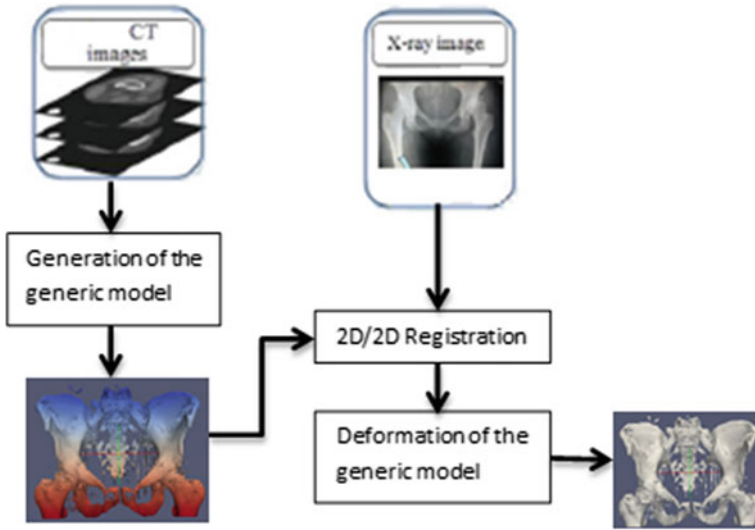 CT
images
X-ray image
Generation of the
generic model
2D/2D Registration
Deformation of the
generic model